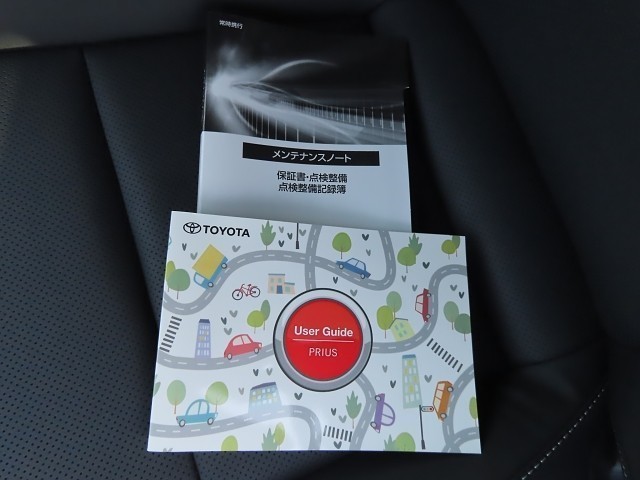 常時携行
メンテナンスノート
保証書・点検整備
点検整備記録簿
TOYOTA
User Guide
PRIUS